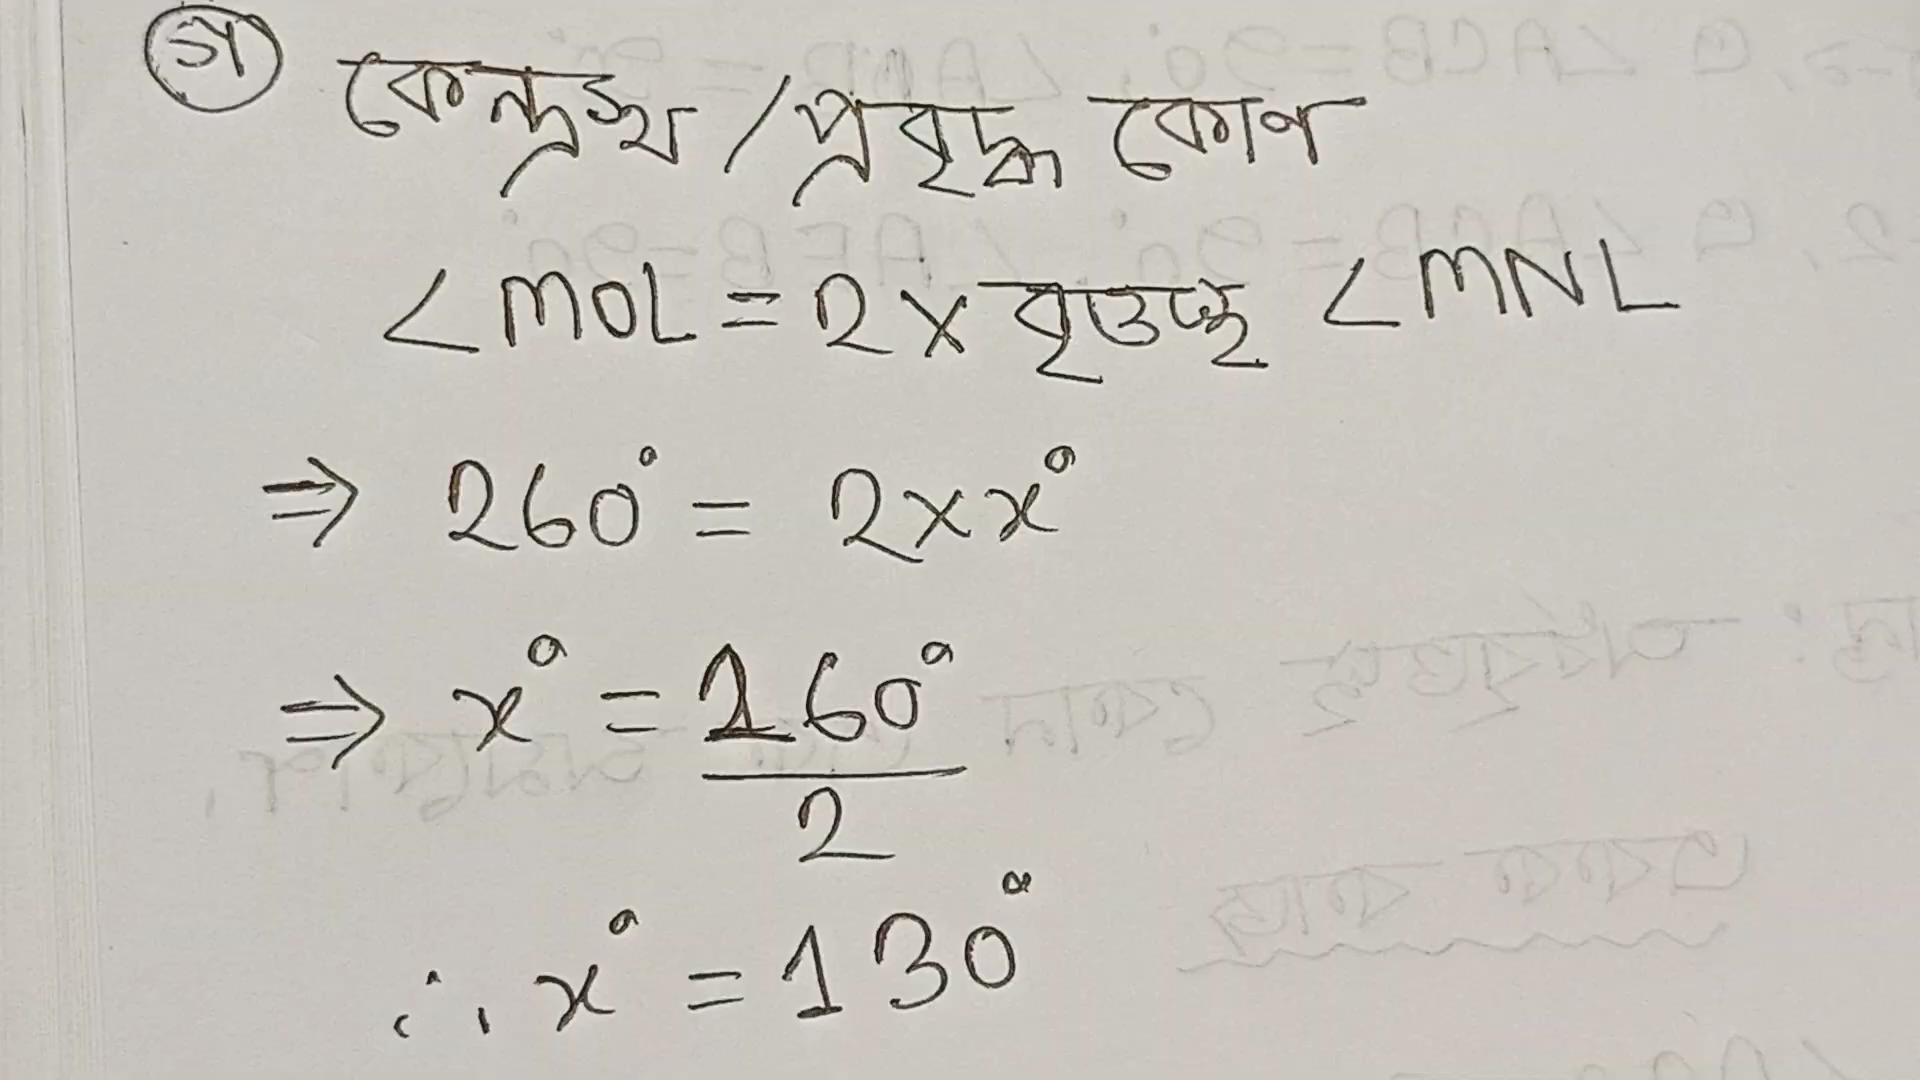 গ কেন্দ্রস্থ / প্রবৃদ্ধ কোণ
∠MOL = 2 × বৃত্তস্থ ∠MNL
⇒ 260° = 2 × x°
⇒ x° = 260° / 2
∴ x° = 130°